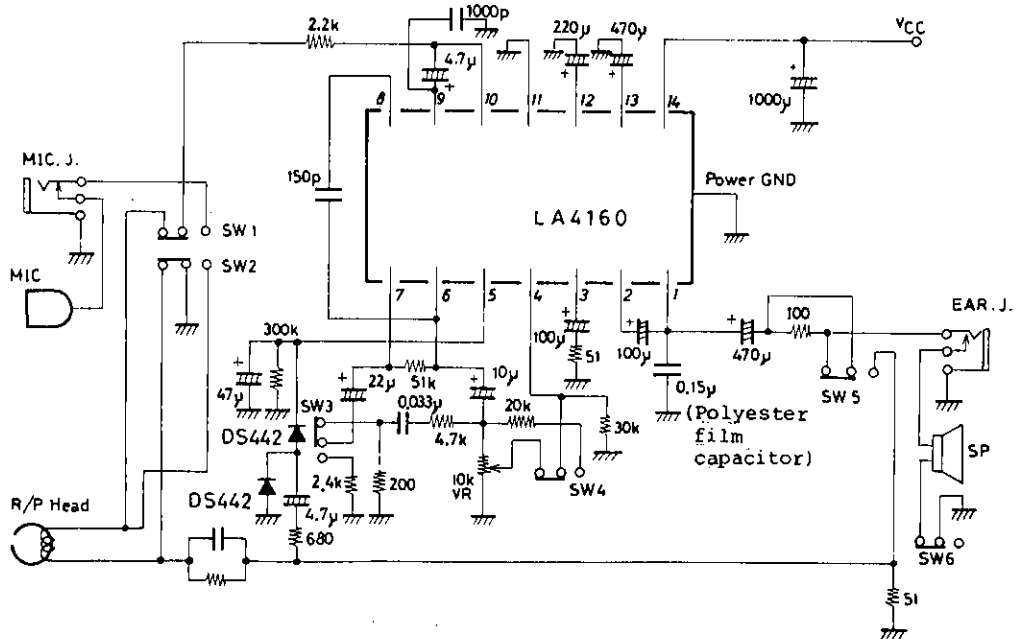 1000p
2.2k
4.7µ
220µ
470µ
VCC
1000µ
8
9
10
11
12
13
14
MIC. J.
150p
Power GND
LA4160
SW1
SW2
MIC
7
6
5
4
3
2
1
EAR. J.
300k
100µ
51
100µ
470µ
100
47µ
22µ
51k
10µ
0.15µ
SW5
SW3
0.033µ
20k
30k
(Polyester
film
capacitor)
DS442
4.7k
SP
2.4k
200
10k
VR
SW4
DS442
4.7µ
R/P Head
680
SW6
51